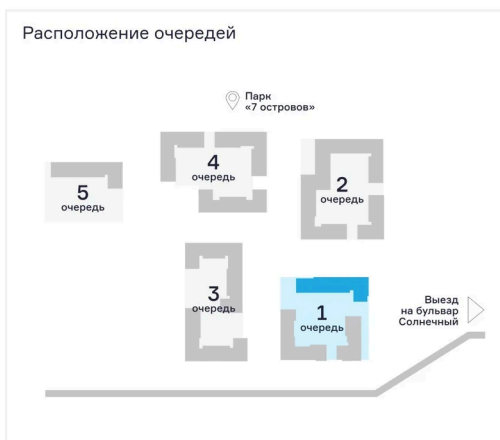 Расположение очередей
Парк
«7 островов»
4
очередь
5
очередь
2
очередь
3
очередь
1
очередь
Выезд
на бульвар
Солнечный